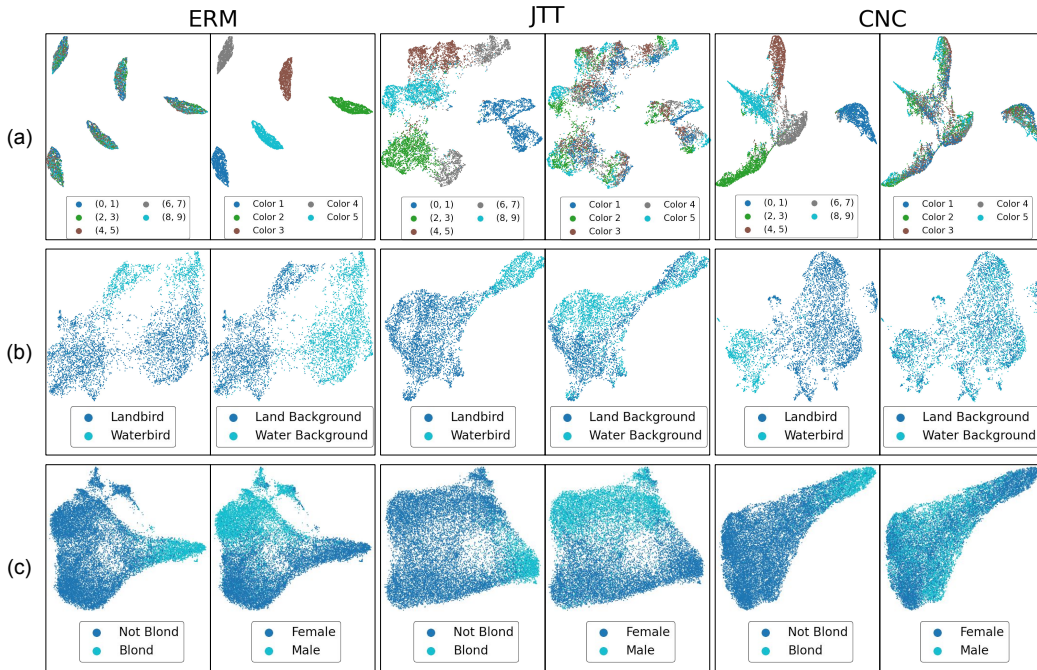 ERM JTT CNC
(a)
(0, 1) (6, 7)
(2, 3) (8, 9)
(4, 5)
Color 1 Color 4
Color 2 Color 5
Color 3
(0, 1) (6, 7)
(2, 3) (8, 9)
(4, 5)
Color 1 Color 4
Color 2 Color 5
Color 3
(0, 1) (6, 7)
(2, 3) (8, 9)
(4, 5)
Color 1 Color 4
Color 2 Color 5
Color 3
(b)
Landbird
Waterbird
Land Background
Water Background
Landbird
Waterbird
Land Background
Water Background
Landbird
Waterbird
Land Background
Water Background
(c)
Not Blond
Blond
Female
Male
Not Blond
Blond
Female
Male
Not Blond
Blond
Female
Male